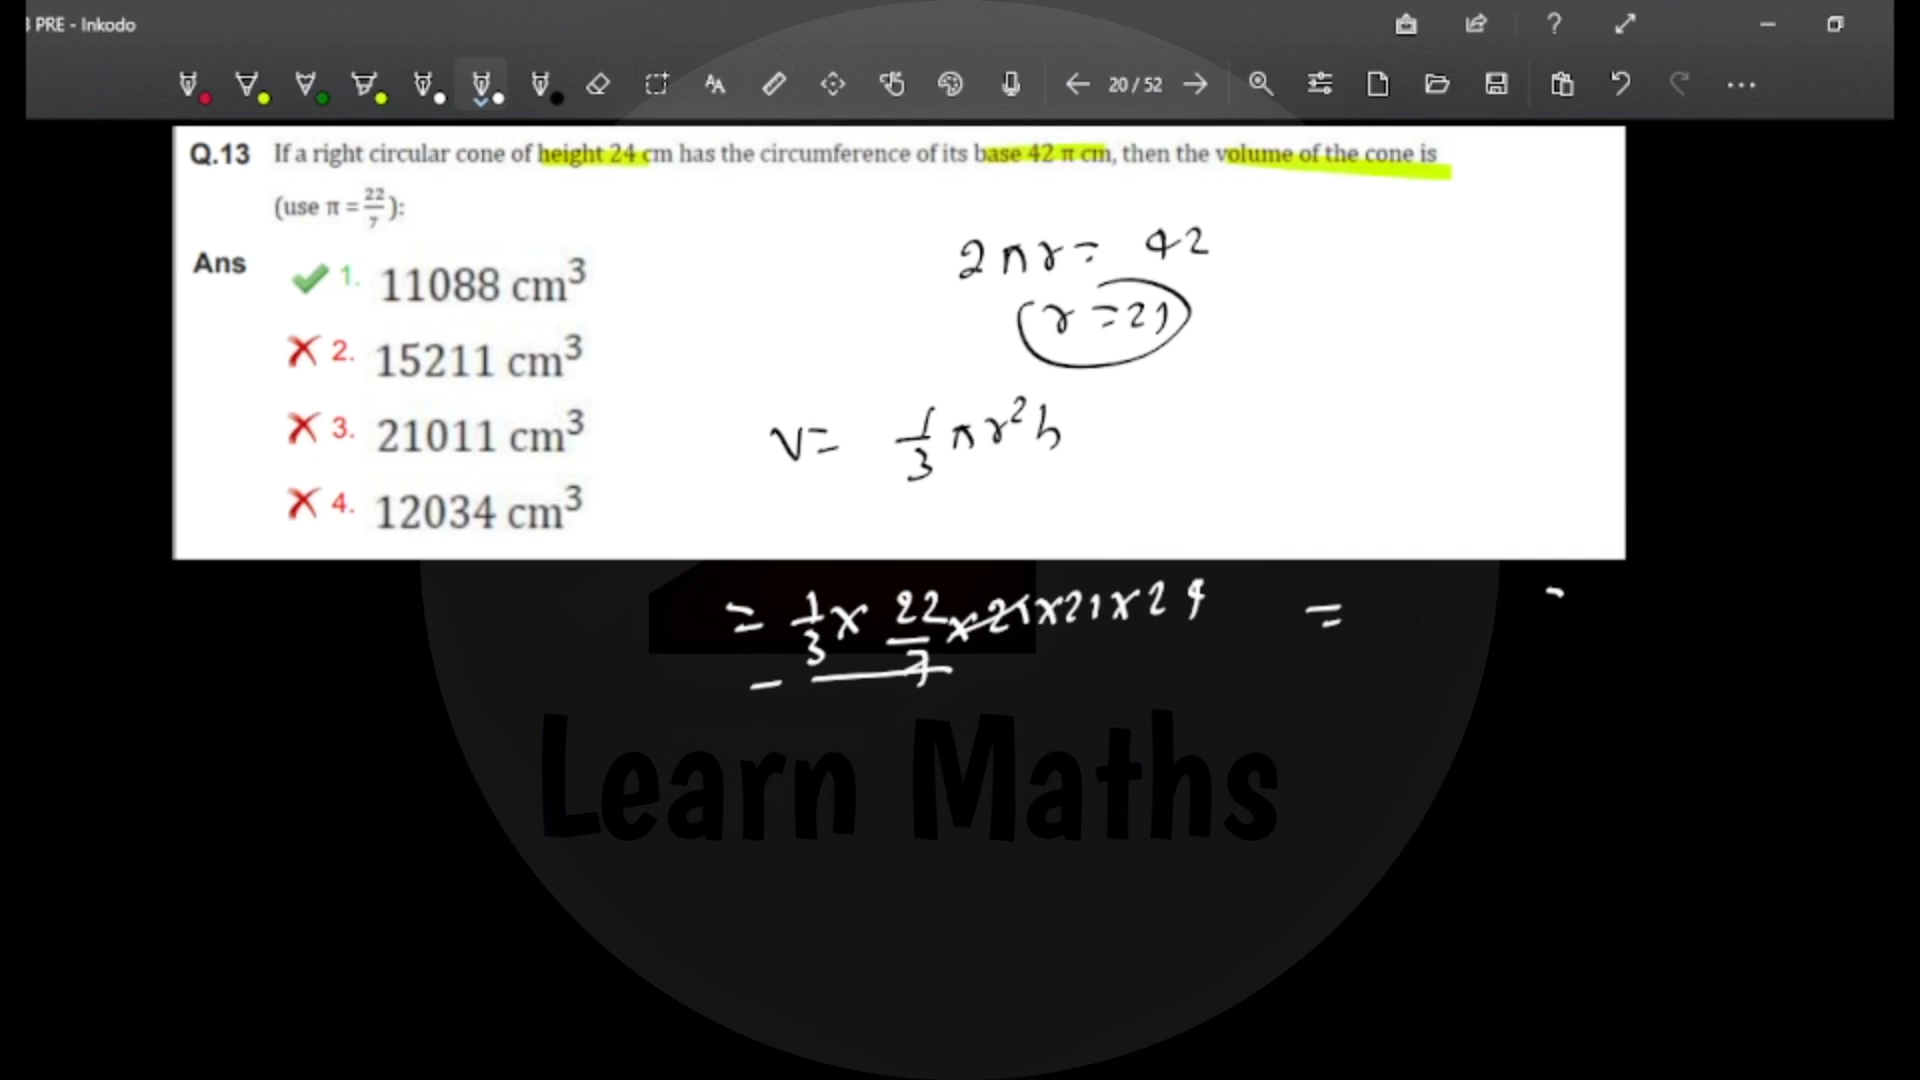 PRE - Inkodo
20 / 52
Q.13 If a right circular cone of height 24 cm has the circumference of its base 42 π cm, then the volume of the cone is
(use π = 22/7):
Ans
1. 11088 cm³
2. 15211 cm³
3. 21011 cm³
4. 12034 cm³
2πr = 42
r = 21
V = 1/3 πr²h
= 1/3 x 22/7 x 21 x 21 x 24 =
Learn Maths